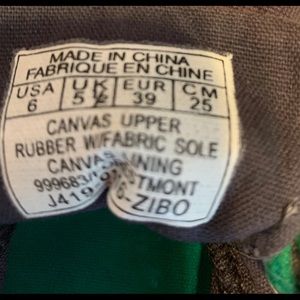 MADE IN CHINA
FABRIQUE EN CHINE
USA UK EUR CM
6 5 39 25
CANVAS UPPER
RUBBER W/FABRIC SOLE
CANVAS LINING
999683/ TMONT
J419 -ZIBO